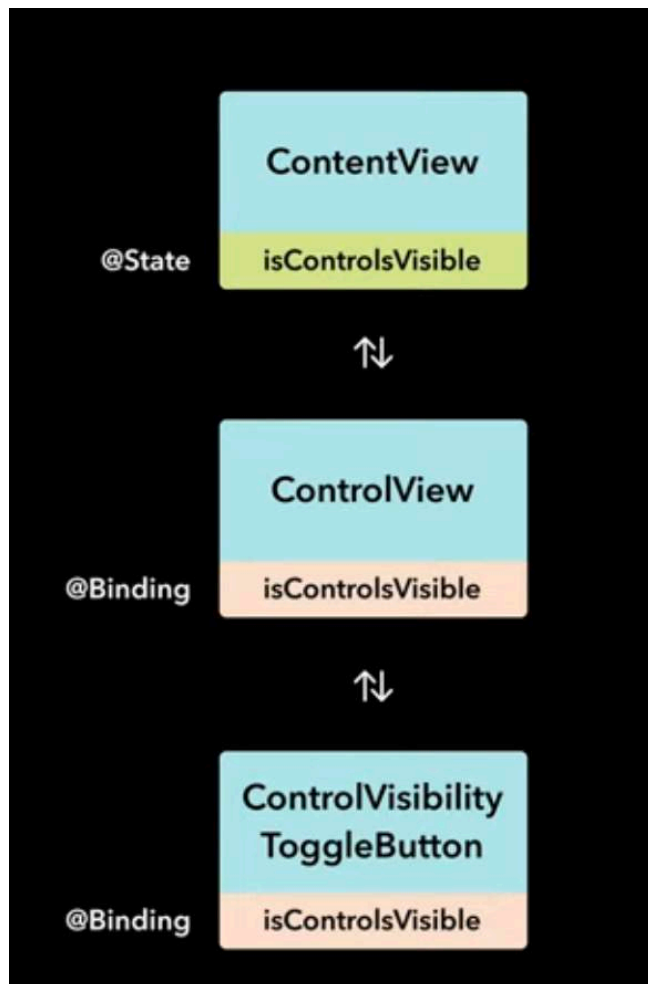 ContentView
@State isControlsVisible
ControlView
@Binding isControlsVisible
ControlVisibility
ToggleButton
@Binding isControlsVisible